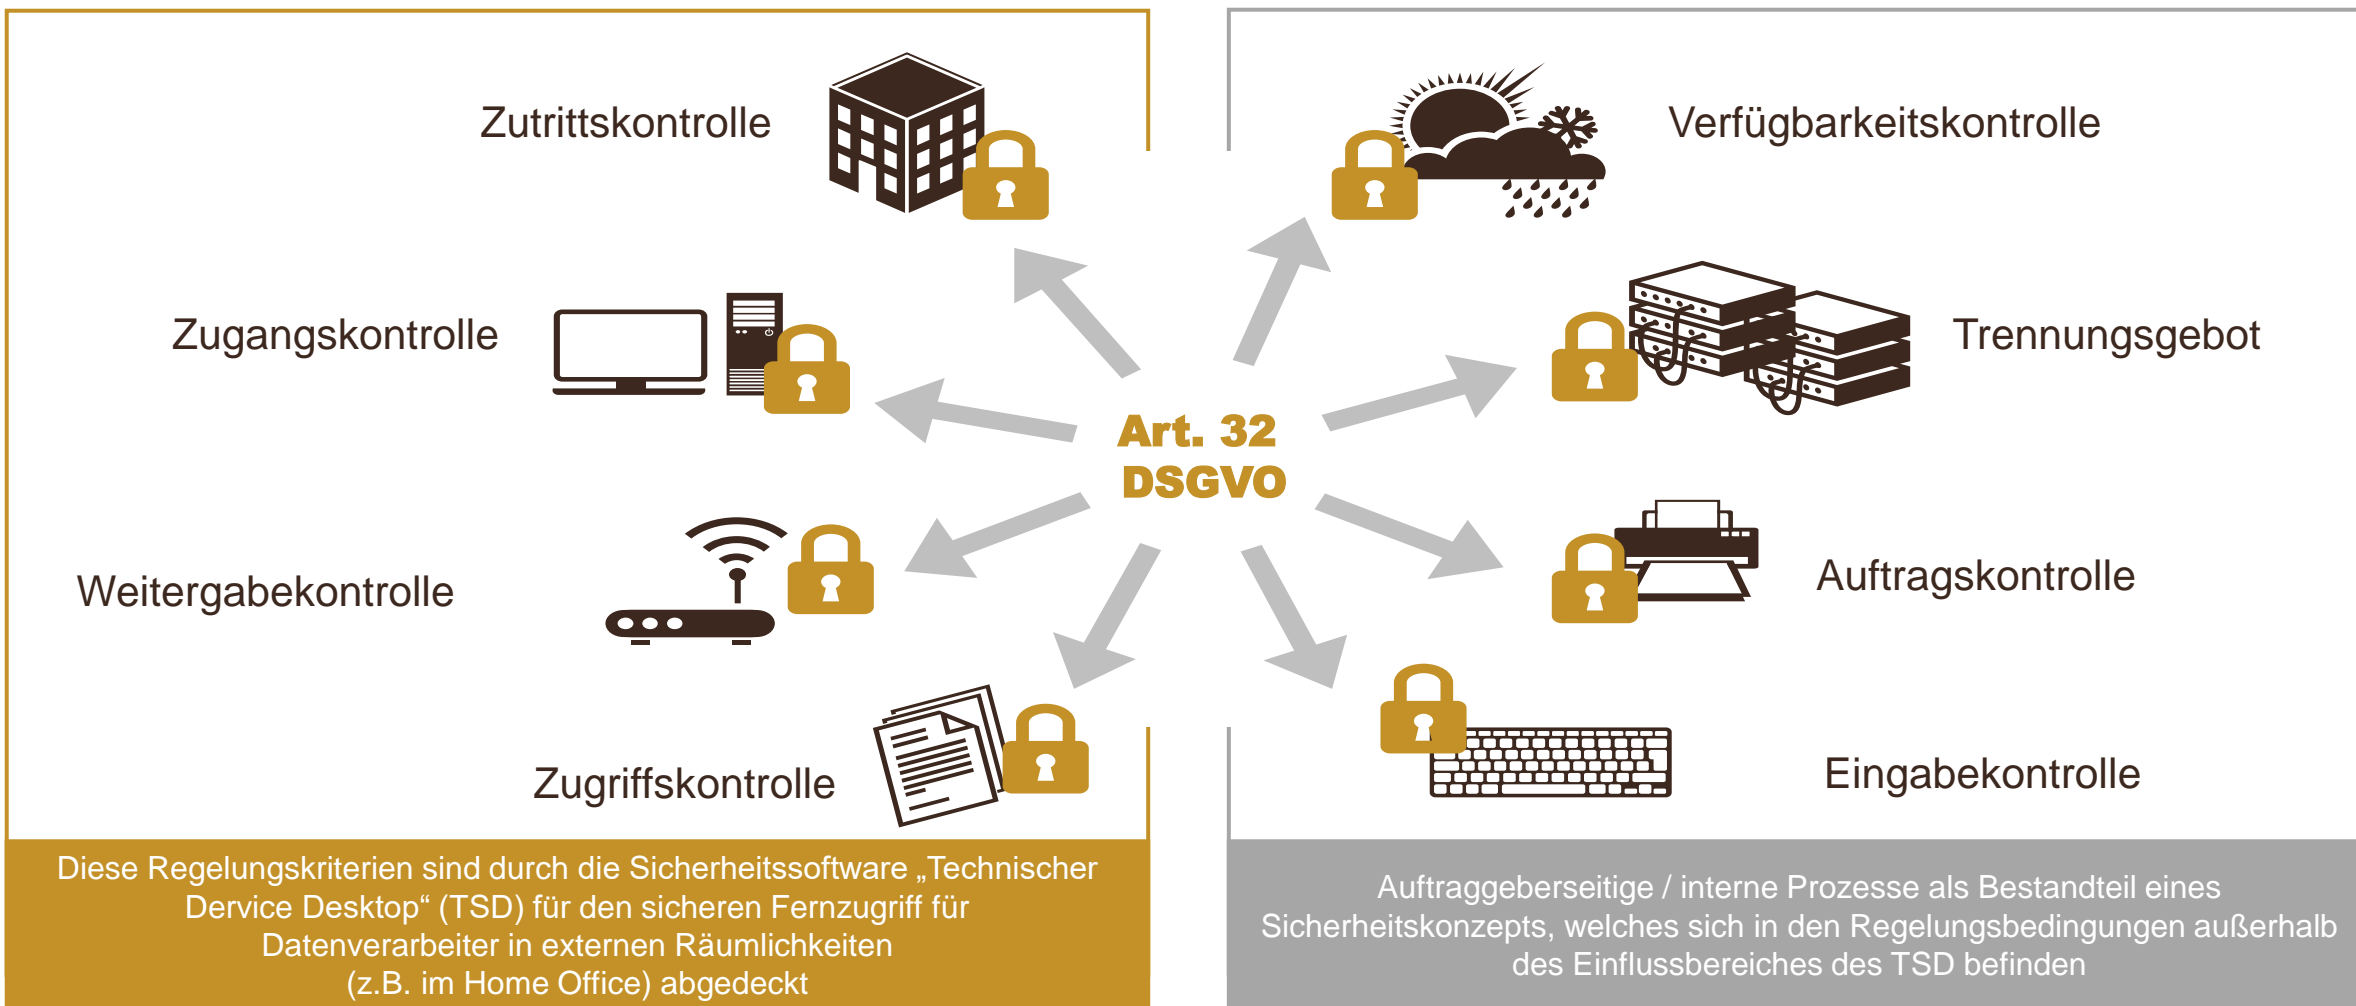 Zutrittskontrolle
Zugangskontrolle
Weitergabekontrolle
Zugriffskontrolle
Diese Regelungskriterien sind durch die Sicherheitssoftware „Technischer
Dervice Desktop“ (TSD) für den sicheren Fernzugriff für
Datenverarbeiter in externen Räumlichkeiten
(z.B. im Home Office) abgedeckt
Art. 32
DSGVO
Verfügbarkeitskontrolle
Trennungsgebot
Auftragskontrolle
Eingabekontrolle
Auftraggeberseitige / interne Prozesse als Bestandteil eines
Sicherheitskonzepts, welches sich in den Regelungsbedingungen außerhalb
des Einflussbereiches des TSD befinden